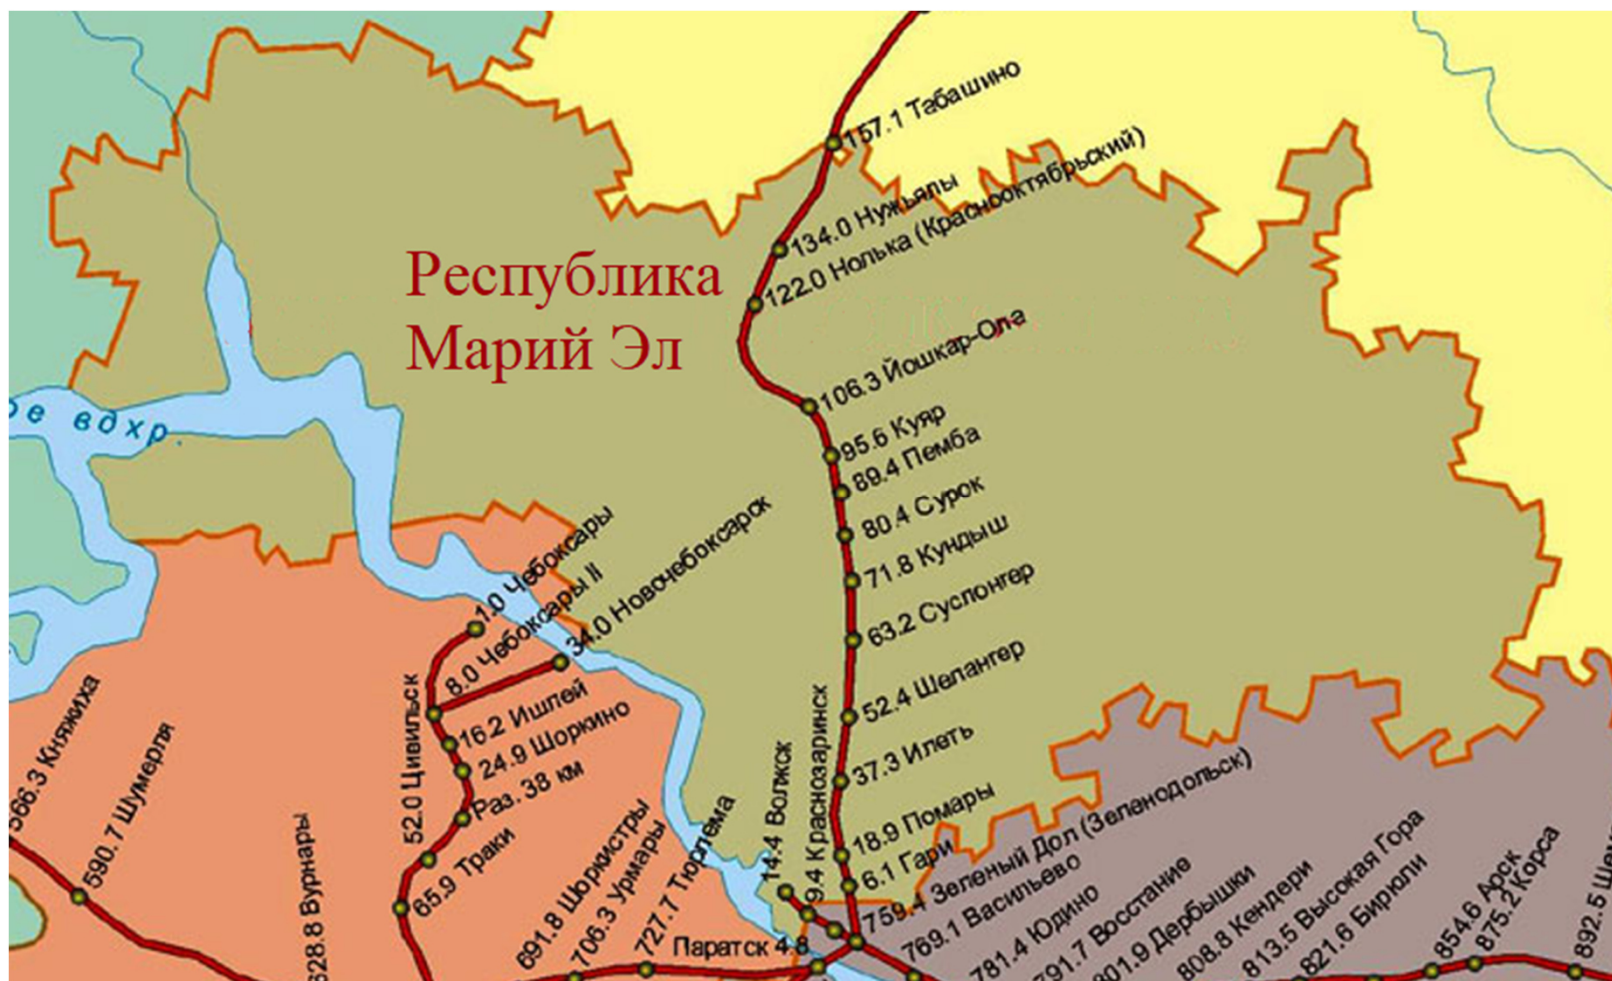 157.1 Табашино
134.0 Нужъялы
122.0 Нолька (Краснооктябрьский)
Республика
Марий Эл
106.3 Йошкар-Ола
ов вдхр.
95.6 Куяр
89.4 Пемба
80.4 Сурок
71.8 Кундыш
63.2 Суслонгер
52.4 Шелангер
37.3 Илеть
18.9 Помары
6.1 Гари
1.0 Чебоксары
8.0 Чебоксары II
34.0 Новочебоксарск
16.2 Ишлей
24.9 Шоркино
Раз. 38 км
52.0 Цивильск
65.9 Траки
566.3 Княжиха
590.7 Шумерля
628.8 Вурнары
691.8 Шоркистры
706.3 Урмары
727.7 Тюрлема
14.4 Волжск
9.4 Краснозаринск
Паратск 4.8
759.4 Зеленый Дол (Зеленодольск)
769.1 Васильево
781.4 Юдино
791.7 Восстание
801.9 Дербышки
808.8 Кендери
813.5 Высокая Гора
821.6 Бирюли
854.6 Арск
875.2 Корса
892.5